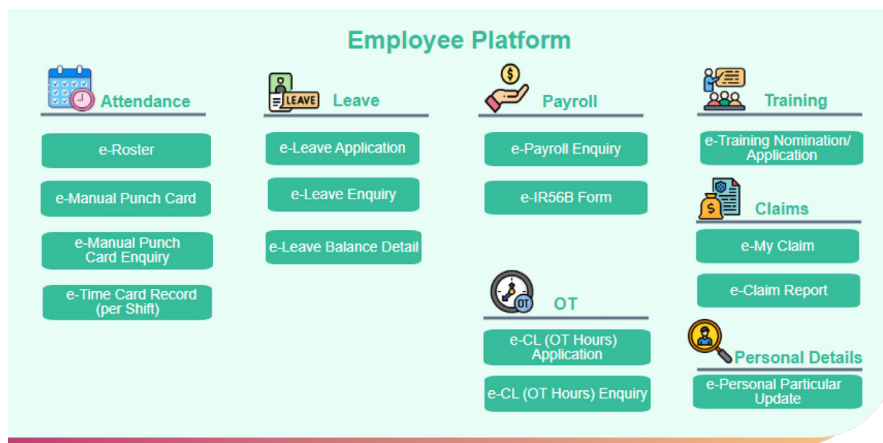 Employee Platform
Attendance
e-Roster
e-Manual Punch Card
e-Manual Punch
Card Enquiry
e-Time Card Record
(per Shift)
LEAVE
Leave
e-Leave Application
e-Leave Enquiry
e-Leave Balance Detail
$
Payroll
e-Payroll Enquiry
e-IR56B Form
OT
OT
e-CL (OT Hours)
Application
e-CL (OT Hours) Enquiry
Training
e-Training Nomination/
Application
$
Claims
e-My Claim
e-Claim Report
Personal Details
e-Personal Particular
Update